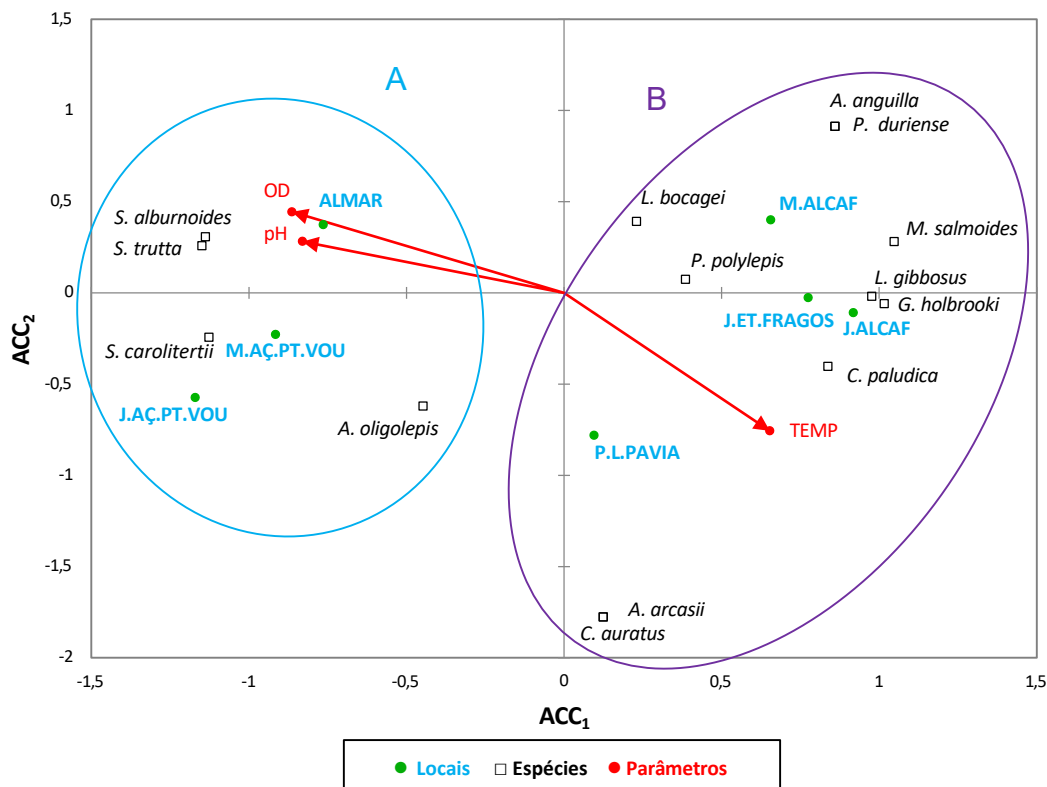 1,5
A
B
A. anguilla
1
P. duriense
OD
ALMAR
0,5
L. bocagei
M.ALCAF
S. alburnoides
pH
M. salmoides
S. trutta
P. polylepis
L. gibbosus
0
G. holbrooki
J.ET.FRAGOS
J.ALCAF
S. carolitertii
M.AÇ.PT.VOU
C. paludica
-0,5
J.AÇ.PT.VOU
A. oligolepis
TEMP
P.L.PAVIA
-1
-1,5
A. arcasii
C. auratus
-2
-1,5 -1 -0,5 0 0,5 1 1,5
ACC2
ACC1
Locais Espécies Parâmetros